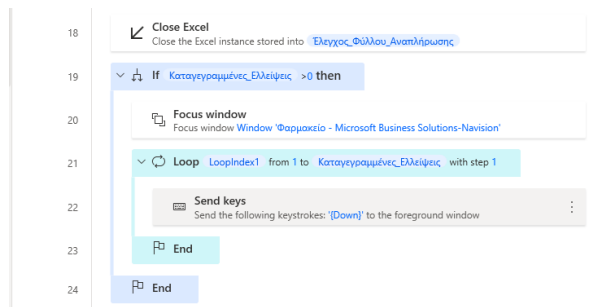 18
Close Excel
Close the Excel instance stored into Έλεγχος_Φύλλου_Αναπλήρωσης
19
If Καταγεγραμμένες_Ελλείψεις >0 then
20
Focus window
Focus window Window 'Φαρμακείο - Microsoft Business Solutions-Navision'
21
Loop LoopIndex1 from 1 to Καταγεγραμμένες_Ελλείψεις with step 1
22
Send keys
Send the following keystrokes: '{Down}' to the foreground window
23
End
24
End